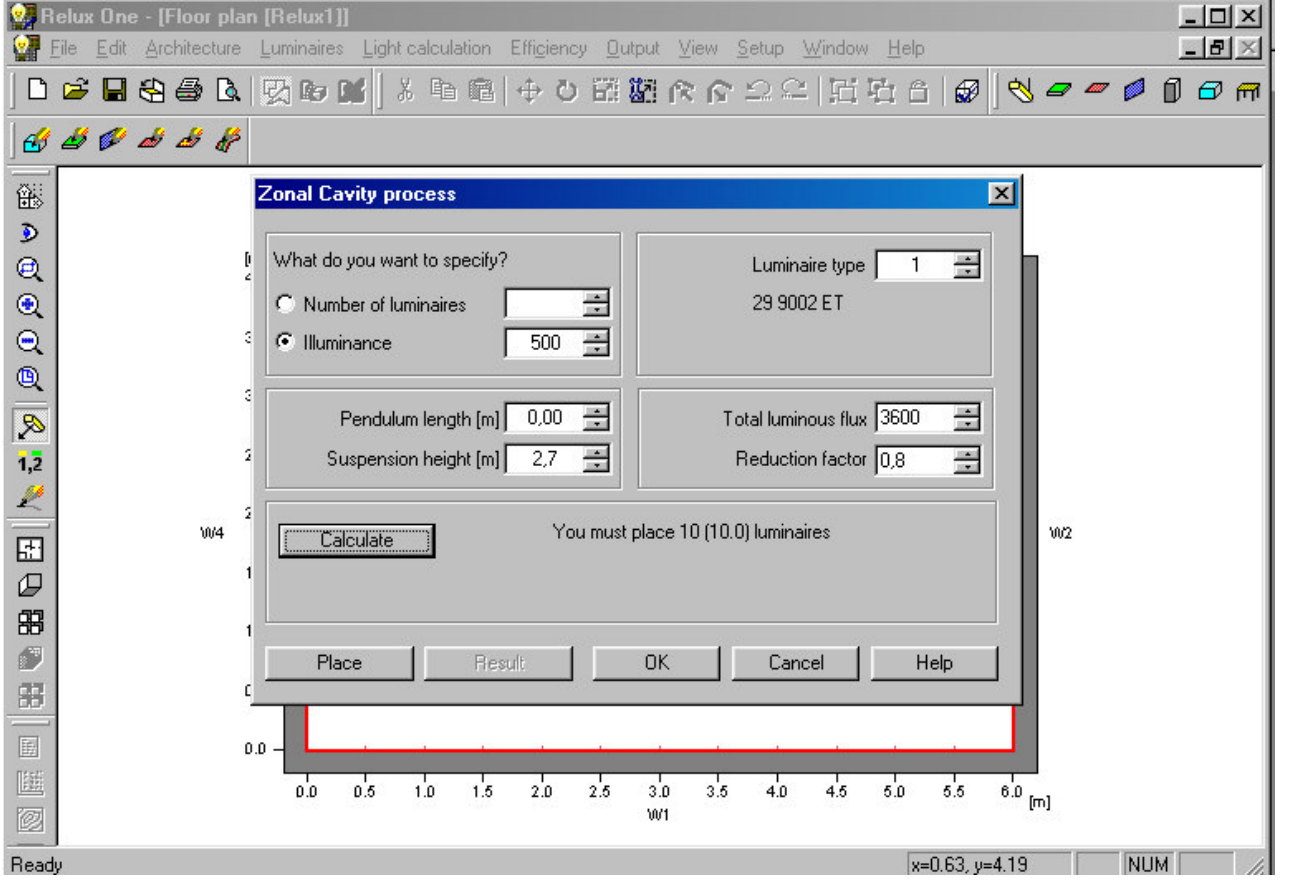 Relux One - [Floor plan [Relux1]]
File Edit Architecture Luminaires Light calculation Efficiency Output View Setup Window Help
Zonal Cavity process
What do you want to specify?
Number of luminaires
Illuminance 500
Luminaire type 1
29 9002 ET
Pendulum length [m] 0,00
Suspension height [m] 2,7
Total luminous flux 3600
Reduction factor 0,8
Calculate
You must place 10 (10.0) luminaires
Place Result OK Cancel Help
1,2
W4
W2
0.0
0.0 0.5 1.0 1.5 2.0 2.5 3.0 3.5 4.0 4.5 5.0 5.5 6.0 [m]
W1
Ready x=0.63, y=4.19 NUM